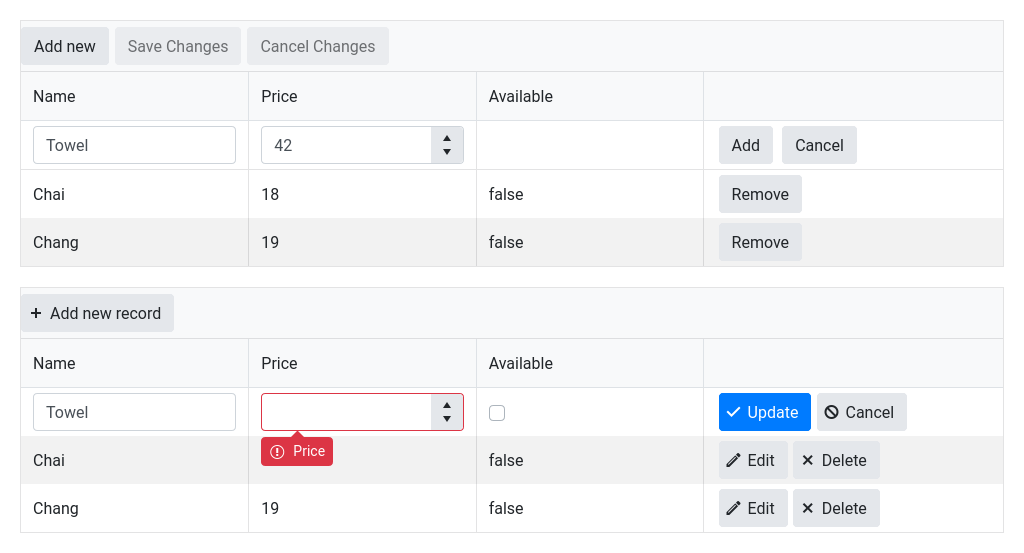 Add new Save Changes Cancel Changes
Name Price Available
Towel 42 Add Cancel
Chai 18 false Remove
Chang 19 false Remove
Add new record
Name Price Available
Towel Update Cancel
Price
Chai false Edit Delete
Chang 19 false Edit Delete